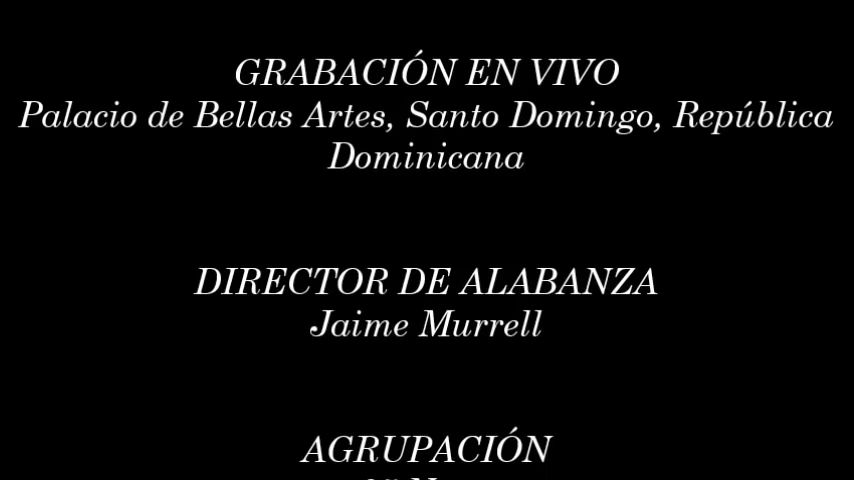 GRABACIÓN EN VIVO
Palacio de Bellas Artes, Santo Domingo, República
Dominicana
DIRECTOR DE ALABANZA
Jaime Murrell
AGRUPACIÓN